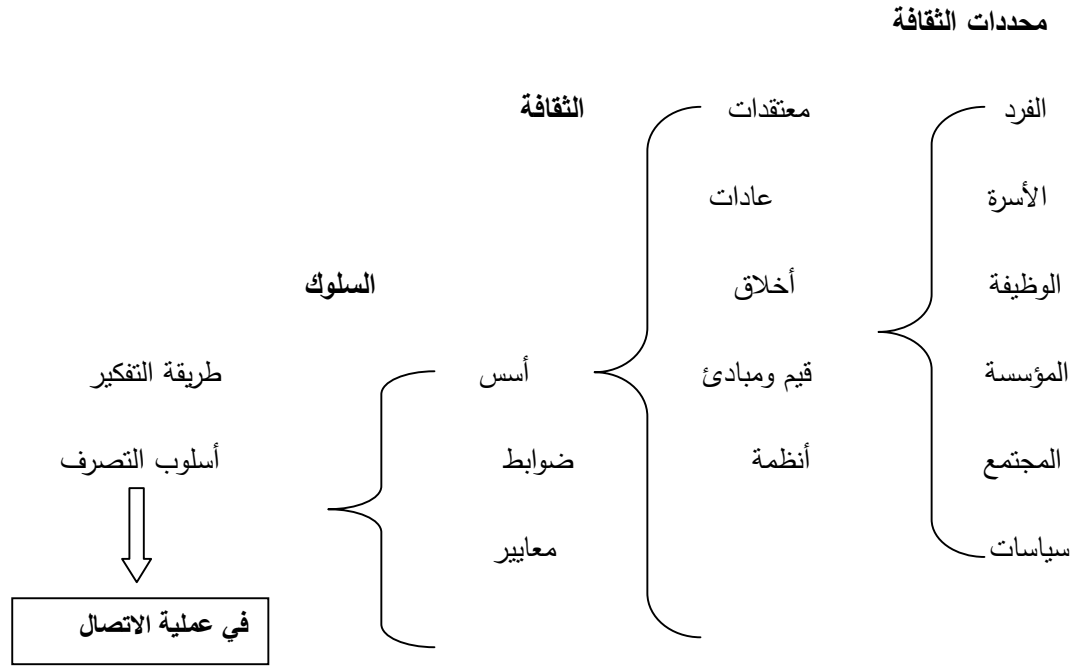 محددات الثقافة
الفرد
معتقدات
الثقافة
الأسرة
عادات
الوظيفة
أخلاق
السلوك
المؤسسة
قيم ومبادئ
أسس
طريقة التفكير
المجتمع
أنظمة
ضوابط
أسلوب التصرف
سياسات
معايير
في عملية الاتصال